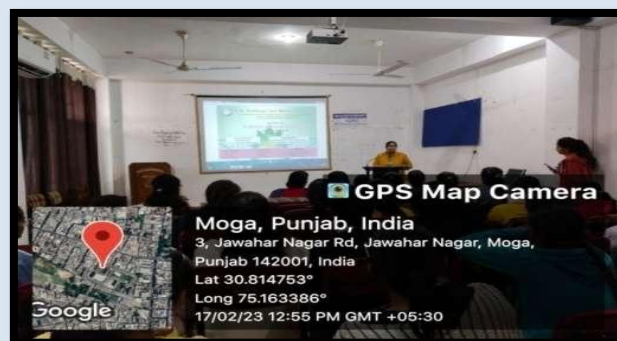 GPS Map Camera
Moga, Punjab, India
3, Jawahar Nagar Rd, Jawahar Nagar, Moga,
Punjab 142001, India
Lat 30.814753°
Long 75.163386°
17/02/23 12:55 PM GMT +05:30
Google